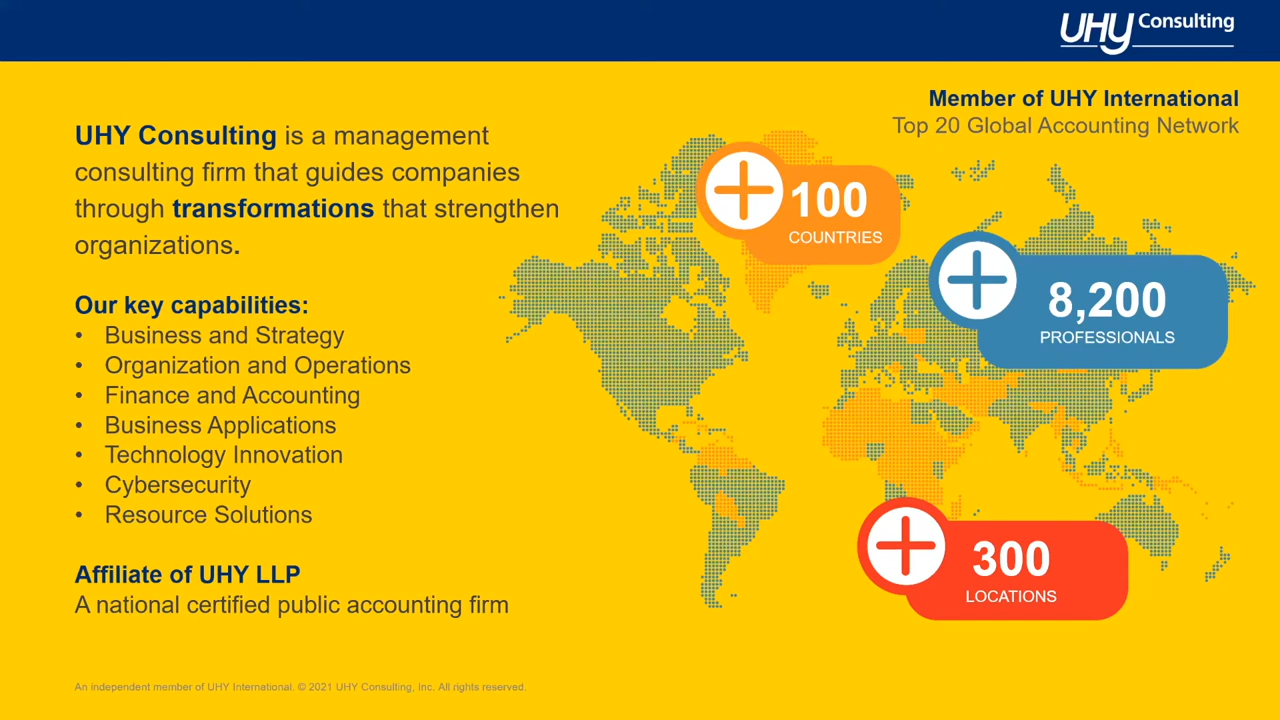 UHY Consulting
Member of UHY International
Top 20 Global Accounting Network
UHY Consulting is a management
consulting firm that guides companies
through transformations that strengthen
organizations.
Our key capabilities:
• Business and Strategy
• Organization and Operations
• Finance and Accounting
• Business Applications
• Technology Innovation
• Cybersecurity
• Resource Solutions
Affiliate of UHY LLP
A national certified public accounting firm
100
COUNTRIES
8,200
PROFESSIONALS
300
LOCATIONS
An independent member of UHY International. © 2021 UHY Consulting, Inc. All rights reserved.